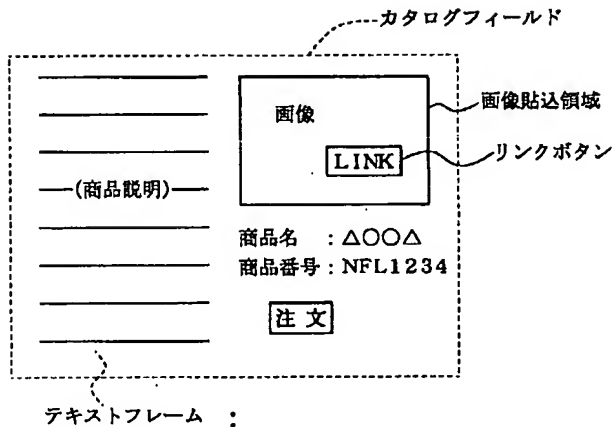 カタログフィールド
画像
画像貼込領域
LINK
リンクボタン
(商品説明)
商品名 :△○○△
商品番号:NFL1234
注文
テキストフレーム :